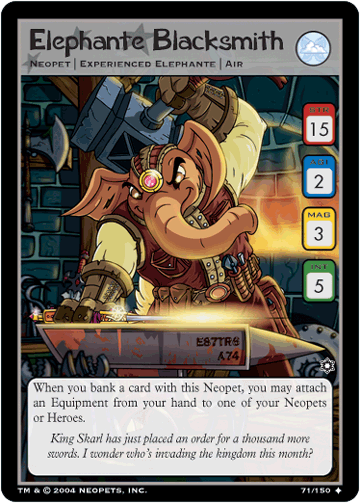 Elephante Blacksmith
Neopet | Experienced Elephante | Air
STR
15
AGI
2
MAG
3
INT
5
E87TRG
A74
When you bank a card with this Neopet, you may attach
an Equipment from your hand to one of your Neopets
or Heroes.
King Skarl has just placed an order for a thousand more
swords. I wonder who's invading the kingdom this month?
TM & © 2004 NEOPETS, INC.
71/150